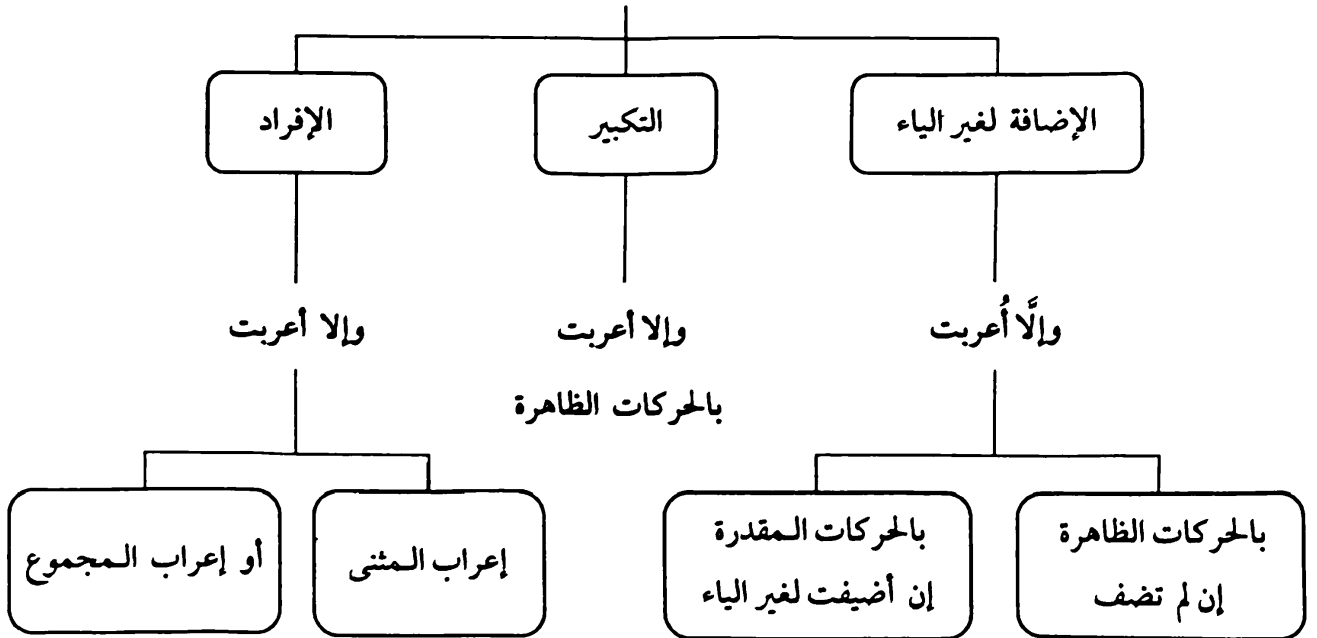 الإضافة لغير الياء
التكبير
الإفراد
وإلَّا أُعربت
وإلا أعربت
وإلا أعربت
بالحركات الظاهرة
بالحركات الظاهرة
إن لم تضف
بالحركات المقدرة
إن أضيفت لغير الياء
إعراب المثنى
أو إعراب المجموع